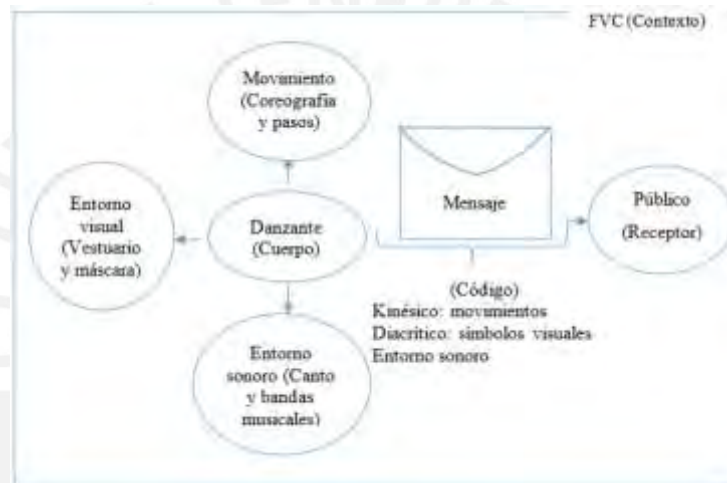 FVC (Contexto)
Movimiento
(Coreografía
y pasos)
Entorno
visual
(Vestuario
y máscara)
Danzante
(Cuerpo)
Mensaje
Público
(Receptor)
(Código)
Kinésico: movimientos
Diacrítico: símbolos visuales
Entorno sonoro
Entorno
sonoro (Canto
y bandas
musicales)